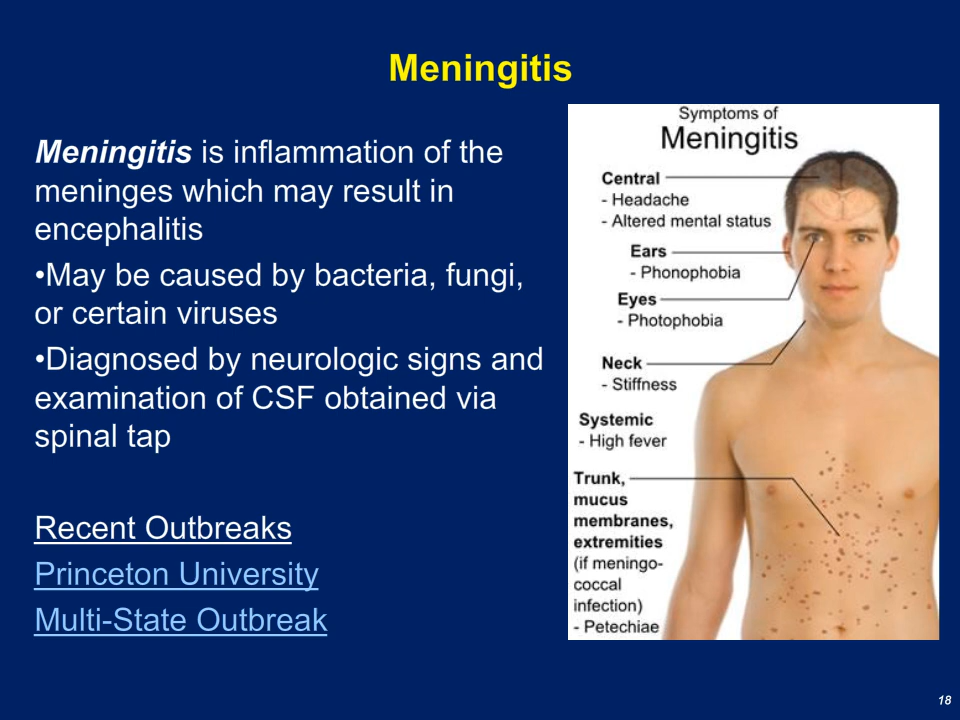 Meningitis
Meningitis is inflammation of the
meninges which may result in
encephalitis
•May be caused by bacteria, fungi,
or certain viruses
•Diagnosed by neurologic signs and
examination of CSF obtained via
spinal tap
Recent Outbreaks
Princeton University
Multi-State Outbreak
Symptoms of
Meningitis
Central
- Headache
- Altered mental status
Ears
- Phonophobia
Eyes
- Photophobia
Neck
- Stiffness
Systemic
- High fever
Trunk,
mucus
membranes,
extremities
(if meningo-
coccal
infection)
- Petechiae
18